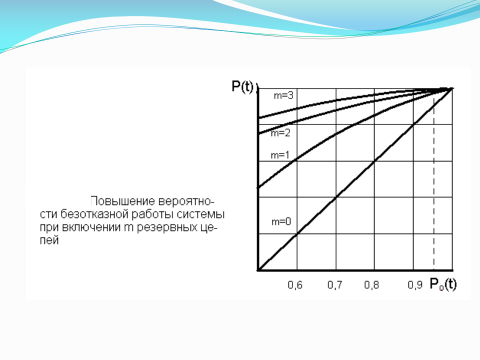 P(t)
m=3
m=2
m=1
m=0
Повышение вероятно-
сти безотказной работы системы
при включении m резервных це-
пей
0,6 0,7 0,8 0,9 P₀(t)